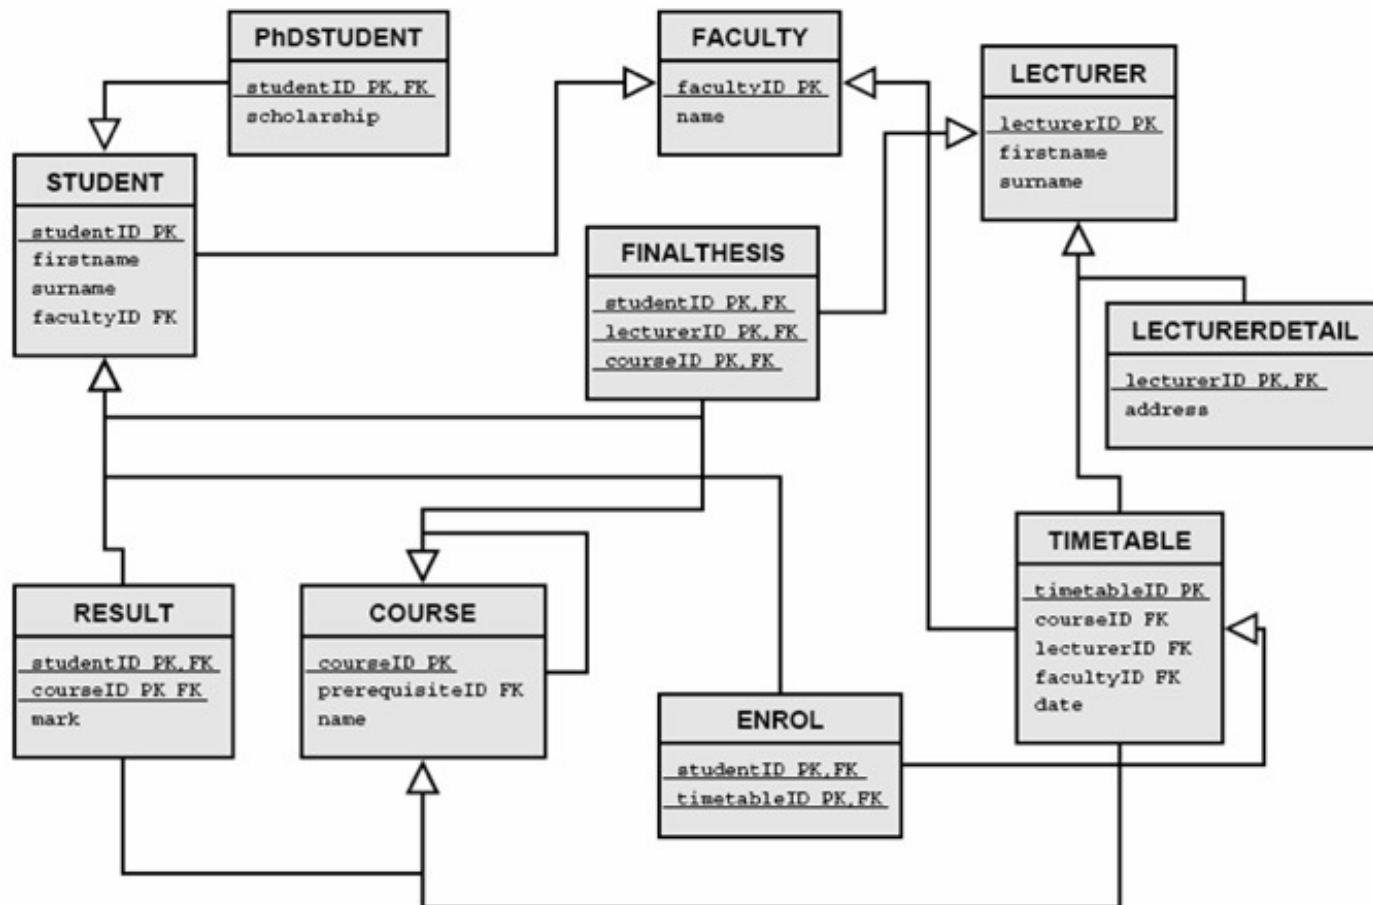 PhDSTUDENT
studentID PK,FK
scholarship
FACULTY
facultyID PK
name
LECTURER
lecturerID PK
firstname
surname
STUDENT
studentID PK
firstname
surname
facultyID FK
FINALTHESIS
studentID PK,FK
lecturerID PK,FK
courseID PK,FK
LECTURERDETAIL
lecturerID PK,FK
address
RESULT
studentID PK,FK
courseID PK FK
mark
COURSE
courseID PK
prerequisiteID FK
name
ENROL
studentID PK,FK
timetableID PK,FK
TIMETABLE
timetableID PK
courseID FK
lecturerID FK
facultyID FK
date